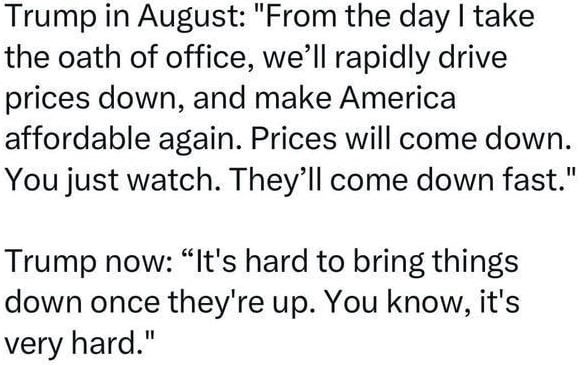 Trump in August: "From the day I take
the oath of office, we’ll rapidly drive
prices down, and make America
affordable again. Prices will come down.
You just watch. They’ll come down fast."
Trump now: “It's hard to bring things
down once they're up. You know, it's
very hard."